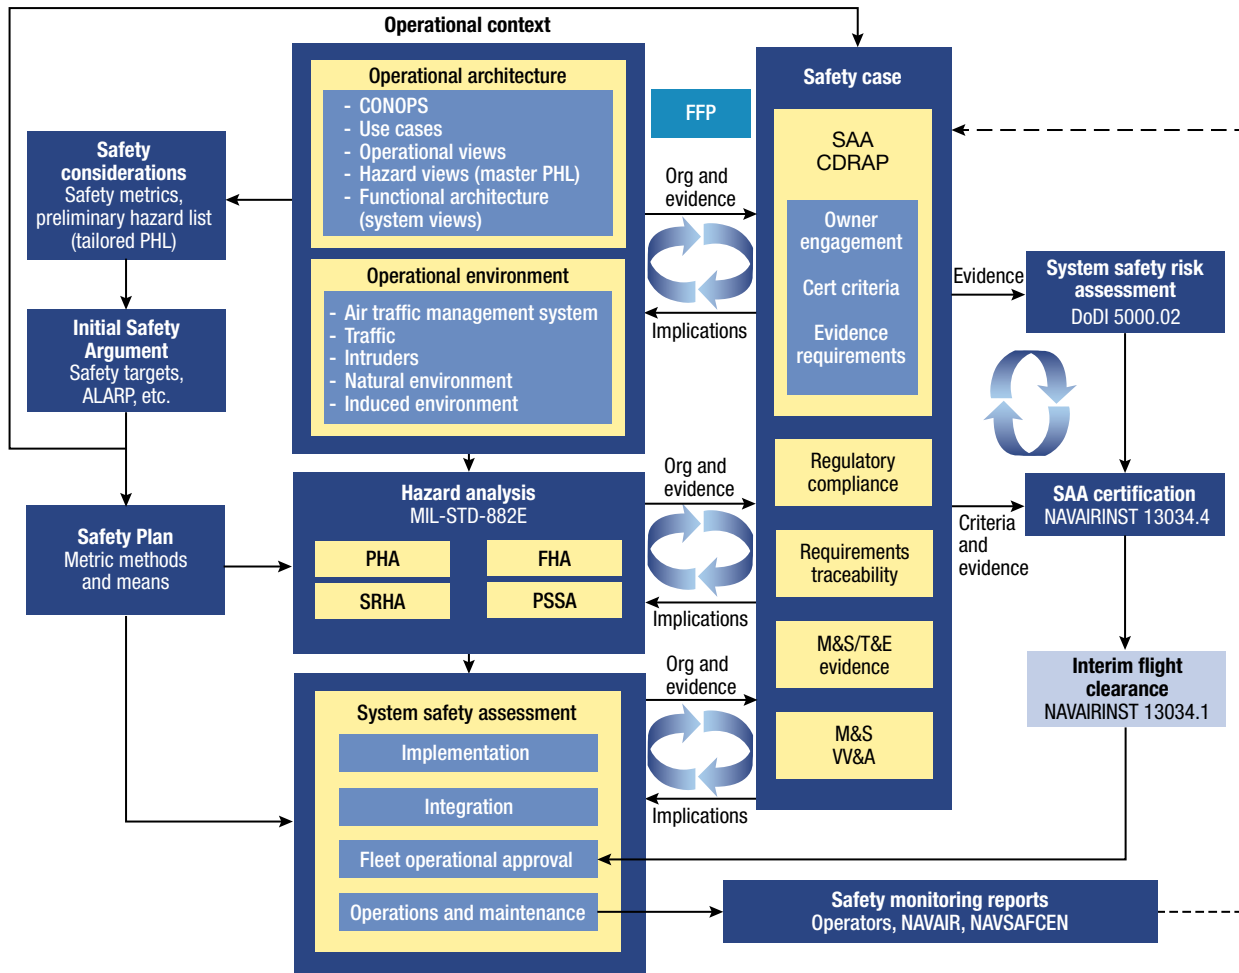 Operational context
Operational architecture
- CONOPS
- Use cases
- Operational views
- Hazard views (master PHL)
- Functional architecture
(system views)
Operational environment
- Air traffic management system
- Traffic
- Intruders
- Natural environment
- Induced environment
Safety
considerations
Safety metrics,
preliminary hazard list
(tailored PHL)
Initial Safety
Argument
Safety targets,
ALARP, etc.
Safety Plan
Metric methods
and means
Hazard analysis
MIL-STD-882E
PHA
FHA
SRHA
PSSA
System safety assessment
Implementation
Integration
Fleet operational approval
Operations and maintenance
FFP
Org and
evidence
Implications
Org and
evidence
Implications
Org and
evidence
Implications
Safety case
SAA
CDRAP
Owner
engagement
Cert criteria
Evidence
requirements
Regulatory
compliance
Requirements
traceability
M&S/T&E
evidence
M&S
VV&A
Evidence
Criteria
and
evidence
System safety risk
assessment
DoDI 5000.02
SAA certification
NAVAIRINST 13034.4
Interim flight
clearance
NAVAIRINST 13034.1
Safety monitoring reports
Operators, NAVAIR, NAVSAFCEN